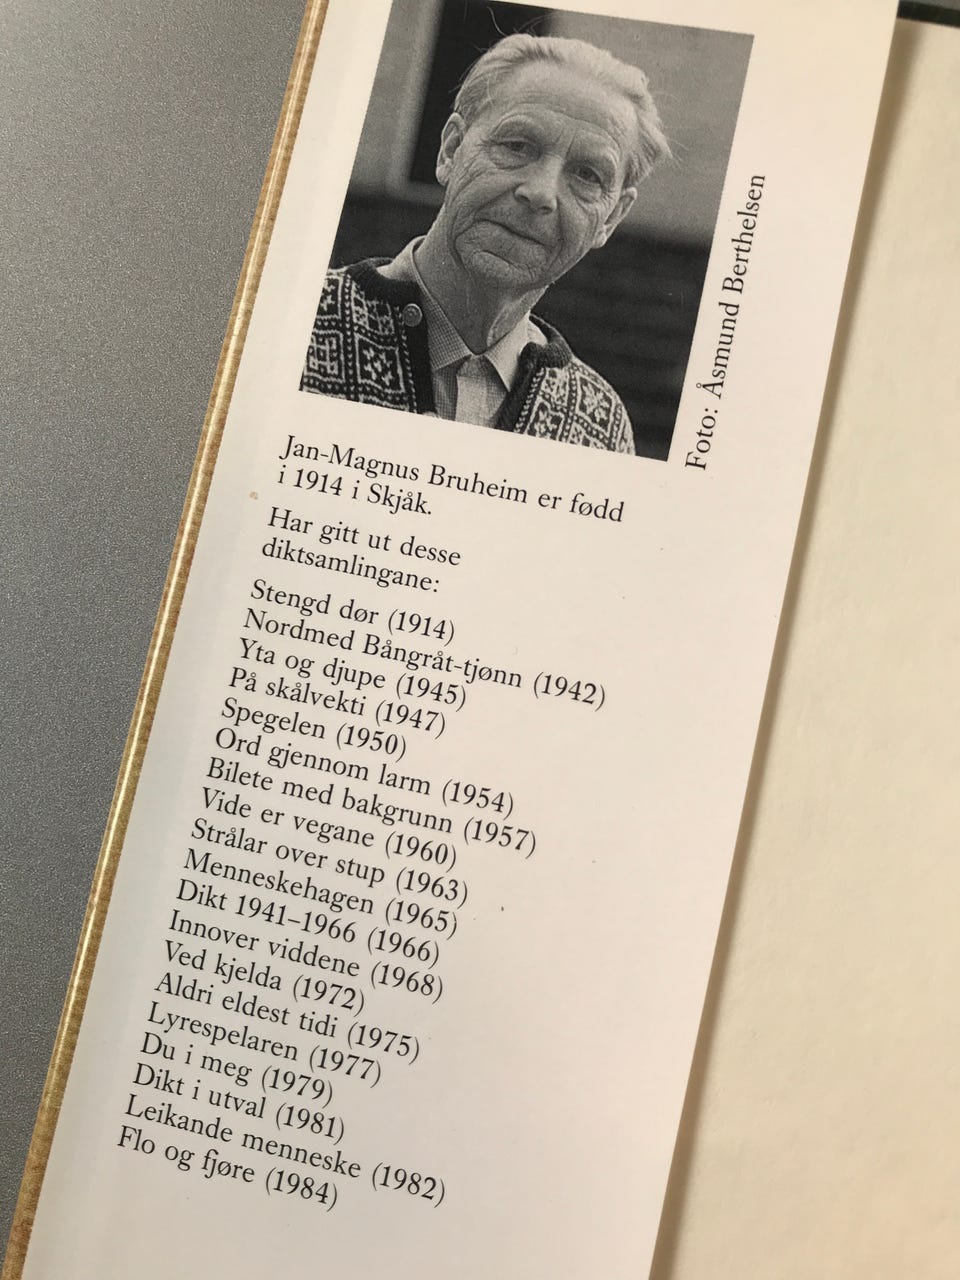 Foto: Åsmund Berthelsen
Jan-Magnus Bruheim er fødd
i 1914 i Skjåk.
Har gitt ut desse
diktsamlingane:
Stengd dør (1914)
Nordmed Bångråt-tjønn (1942)
Yta og djupe (1945)
På skålvekti (1947)
Spegelen (1950)
Ord gjennom larm (1954)
Bilete med bakgrunn (1957)
Vide er vegane (1960)
Strålar over stup (1963)
Menneskehagen (1965)
Dikt 1941–1966 (1966)
Innover viddene (1968)
Ved kjelda (1972)
Aldri eldest tidi (1975)
Lyrespelaren (1977)
Du i meg (1979)
Dikt i utval (1981)
Leikande menneske (1982)
Flo og fjøre (1984)